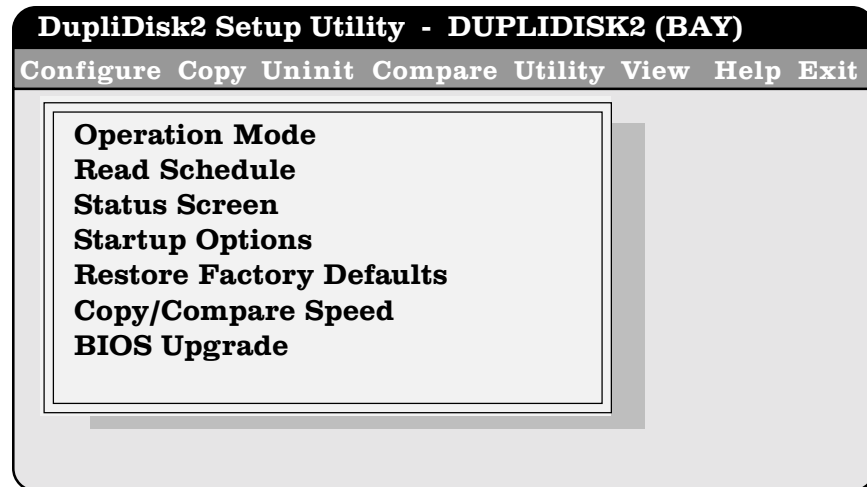 DupliDisk2 Setup Utility - DUPLIDISK2 (BAY)
Configure Copy Uninit Compare Utility View Help Exit
Operation Mode
Read Schedule
Status Screen
Startup Options
Restore Factory Defaults
Copy/Compare Speed
BIOS Upgrade